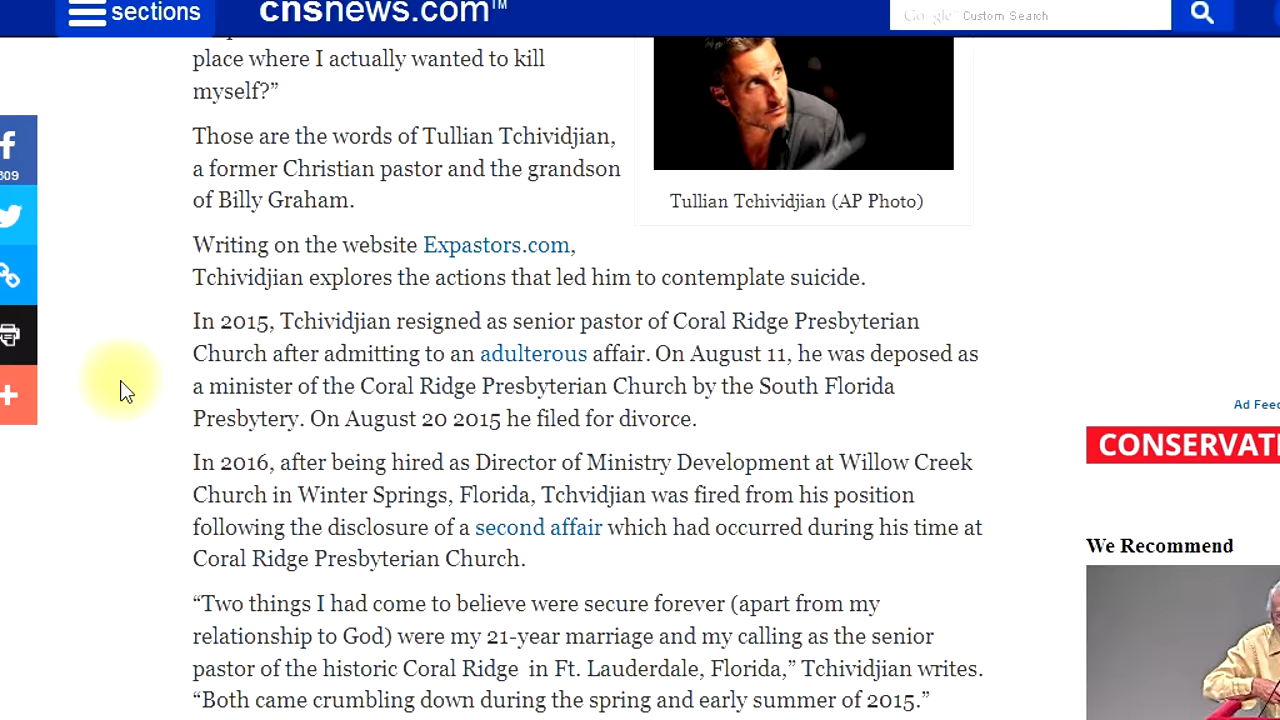 sections
cnsnews.com™
Google™ Custom Search
place where I actually wanted to kill
myself?”
Those are the words of Tullian Tchividjian,
a former Christian pastor and the grandson
of Billy Graham.
Tullian Tchividjian (AP Photo)
Writing on the website Expastors.com,
Tchividjian explores the actions that led him to contemplate suicide.
In 2015, Tchividjian resigned as senior pastor of Coral Ridge Presbyterian
Church after admitting to an adulterous affair. On August 11, he was deposed as
a minister of the Coral Ridge Presbyterian Church by the South Florida
Presbytery. On August 20 2015 he filed for divorce.
In 2016, after being hired as Director of Ministry Development at Willow Creek
Church in Winter Springs, Florida, Tchvidjian was fired from his position
following the disclosure of a second affair which had occurred during his time at
Coral Ridge Presbyterian Church.
“Two things I had come to believe were secure forever (apart from my
relationship to God) were my 21-year marriage and my calling as the senior
pastor of the historic Coral Ridge in Ft. Lauderdale, Florida,” Tchividjian writes.
“Both came crumbling down during the spring and early summer of 2015.”
Ad Fee
CONSERVAT
We Recommend